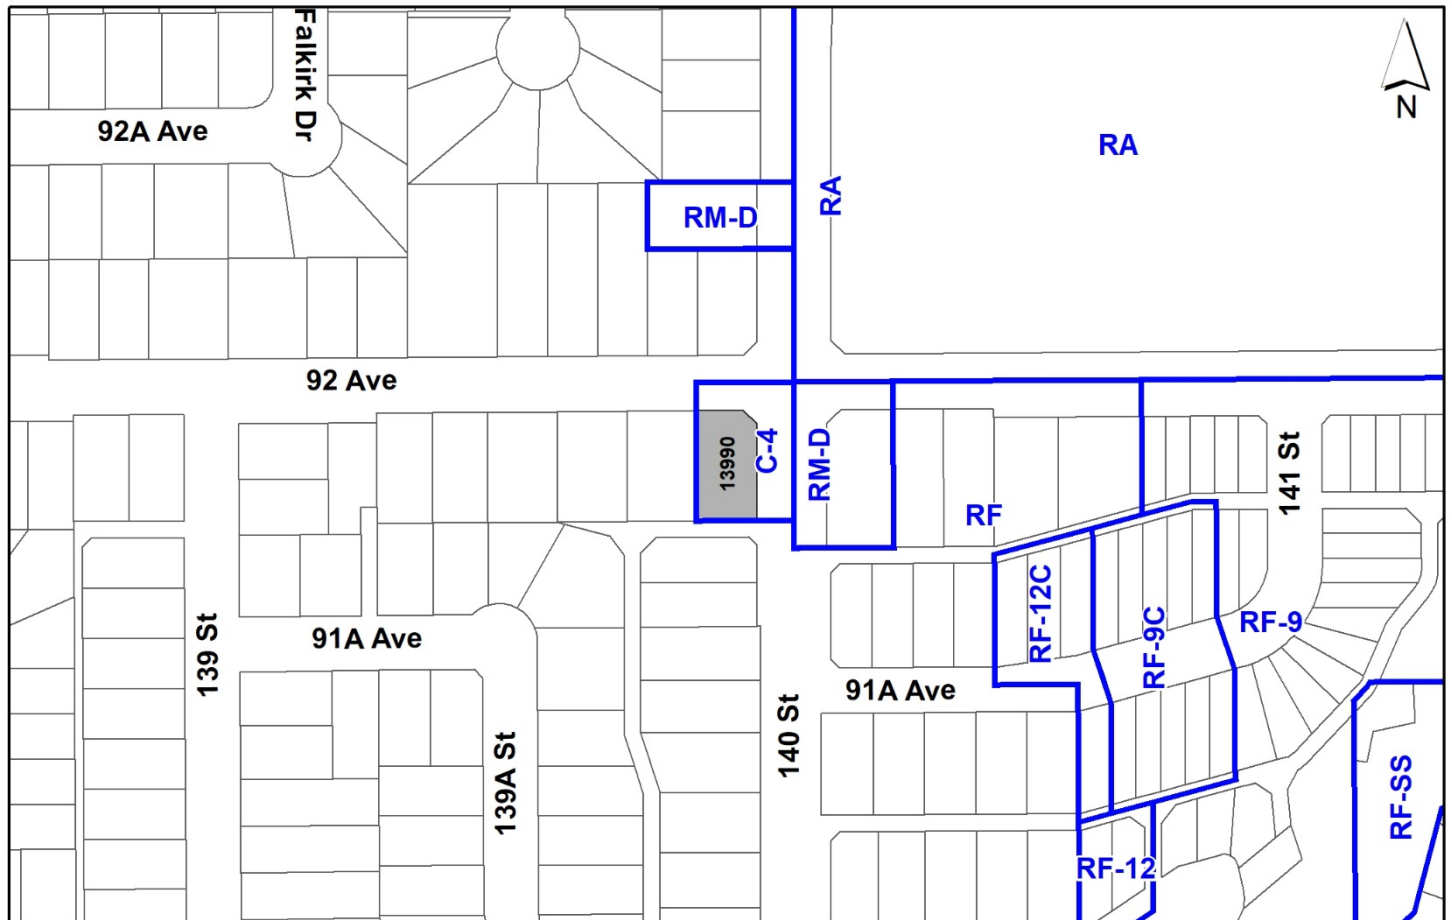 Falkirk Dr
92A Ave
N
RA
RA
RM-D
92 Ave
13990
C-4
RM-D
141 St
RF
RF-12C
RF-9C
RF-9
139 St
91A Ave
91A Ave
140 St
139A St
RF-SS
RF-12